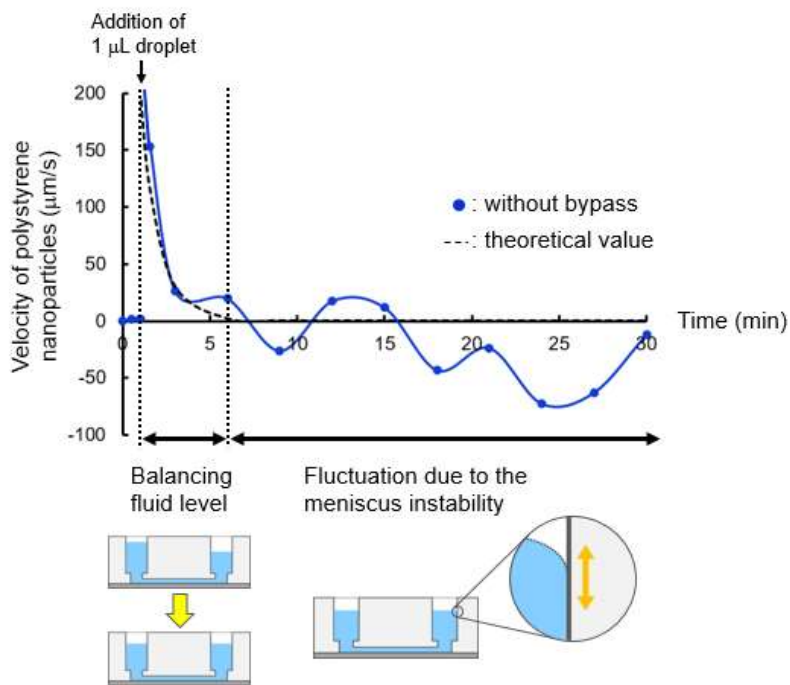 Addition of
1 μL droplet
Velocity of polystyrene
nanoparticles (μm/s)
200
150
100
50
0
-50
-100
0
5
10
15
20
25
30
Time (min)
: without bypass
: theoretical value
Balancing
fluid level
Fluctuation due to the
meniscus instability